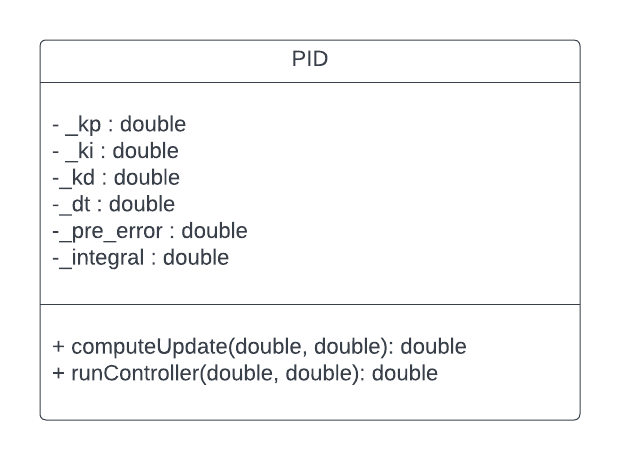 PID
- _kp : double
- _ki : double
-_kd : double
-_dt : double
-_pre_error : double
-_integral : double
+ computeUpdate(double, double): double
+ runController(double, double): double